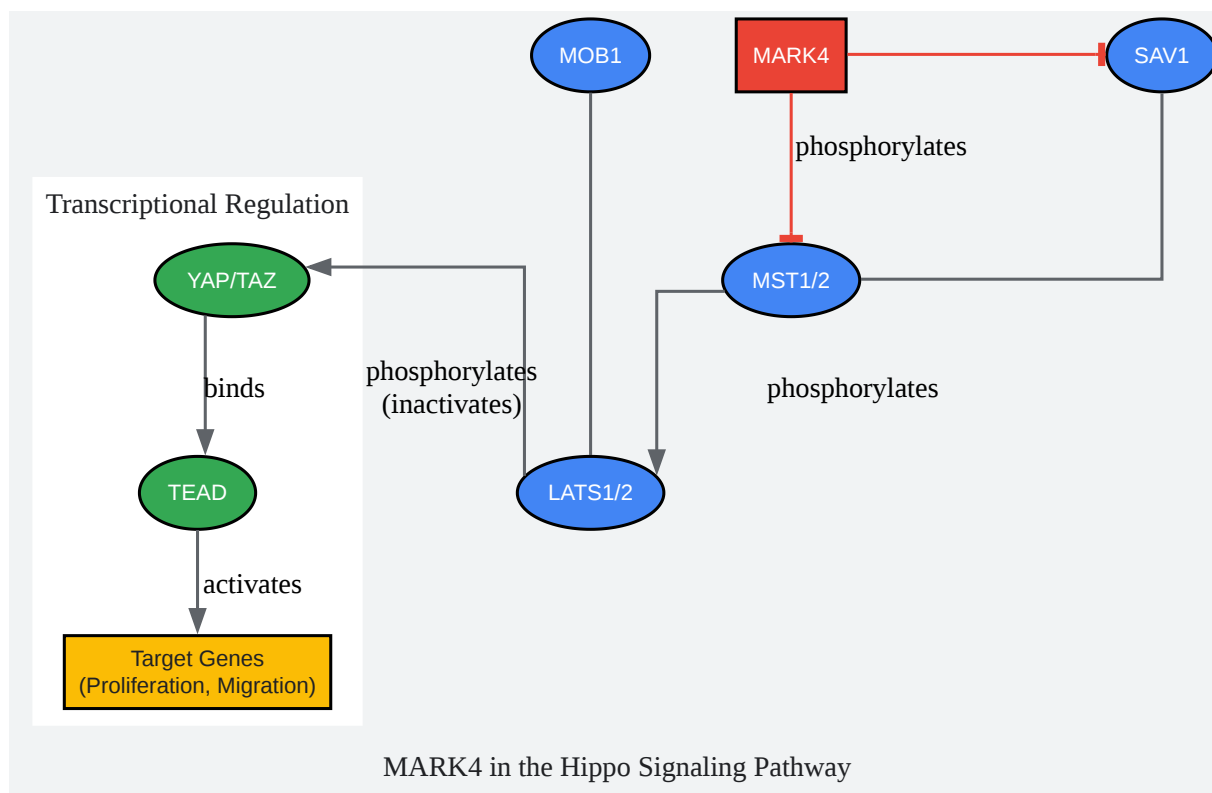 MOB1
MARK4
SAV1
phosphorylates
Transcriptional Regulation
YAP/TAZ
MST1/2
binds
phosphorylates
(inactivates)
phosphorylates
TEAD
LATS1/2
activates
Target Genes
(Proliferation, Migration)
MARK4 in the Hippo Signaling Pathway